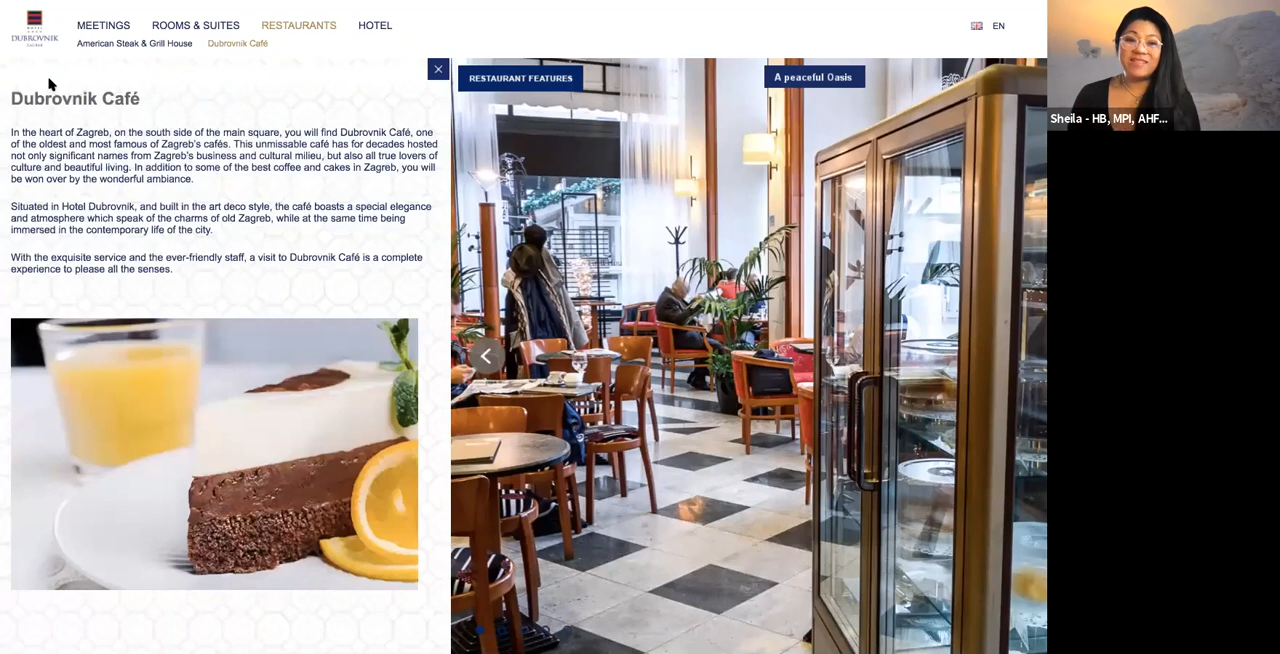 DUBROVNIK
MEETINGS ROOMS & SUITES RESTAURANTS HOTEL
EN
American Steak & Grill House Dubrovnik Café
RESTAURANT FEATURES
A peaceful Oasis
Dubrovnik Café
In the heart of Zagreb, on the south side of the main square, you will find Dubrovnik Café, one
of the oldest and most famous of Zagreb's cafés. This unmissable café has for decades hosted
not only significant names from Zagreb's business and cultural milieu, but also all true lovers of
culture and beautiful living. In addition to some of the best coffee and cakes in Zagreb, you will
be won over by the wonderful ambiance.
Situated in Hotel Dubrovnik, and built in the art deco style, the café boasts a special elegance
and atmosphere which speak of the charms of old Zagreb, while at the same time being
immersed in the contemporary life of the city.
With the exquisite service and the ever-friendly staff, a visit to Dubrovnik Café is a complete
experience to please all the senses.
Sheila - HB, MPI, AHF...